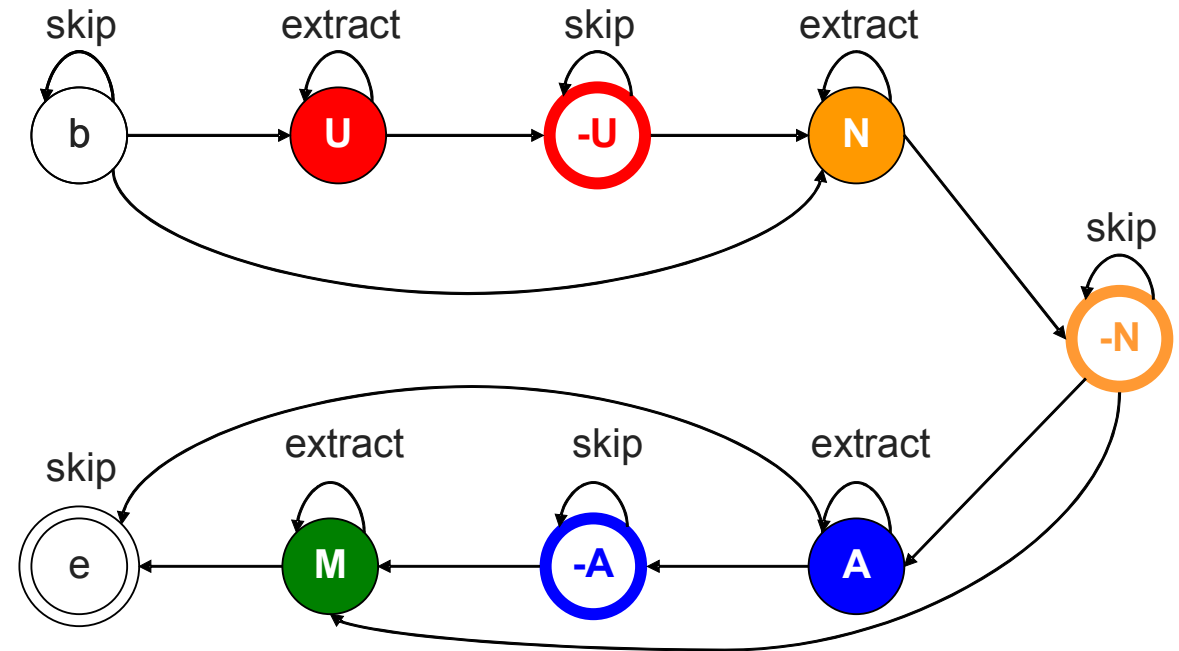 skip
extract
skip
extract
b
U
-U
N
skip
-N
skip
extract
skip
extract
e
M
-A
A